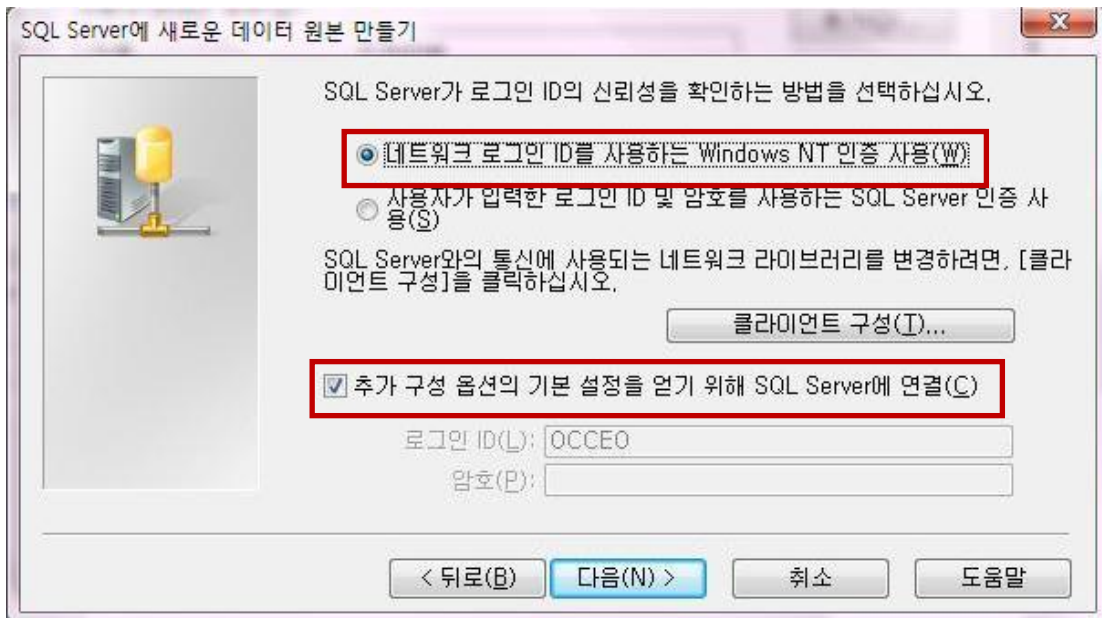 SQL Server에 새로운 데이터 원본 만들기
SQL Server가 로그인 ID의 신뢰성을 확인하는 방법을 선택하십시오.
네트워크 로그인 ID를 사용하는 Windows NT 인증 사용(W)
사용자가 입력한 로그인 ID 및 암호를 사용하는 SQL Server 인증 사
용(S)
SQL Server와의 통신에 사용되는 네트워크 라이브러리를 변경하려면, [클라
이언트 구성]을 클릭하십시오.
클라이언트 구성(T)...
추가 구성 옵션의 기본 설정을 얻기 위해 SQL Server에 연결(C)
로그인 ID(L): OCCEO
암호(P):
< 뒤로(B) 다음(N) > 취소 도움말